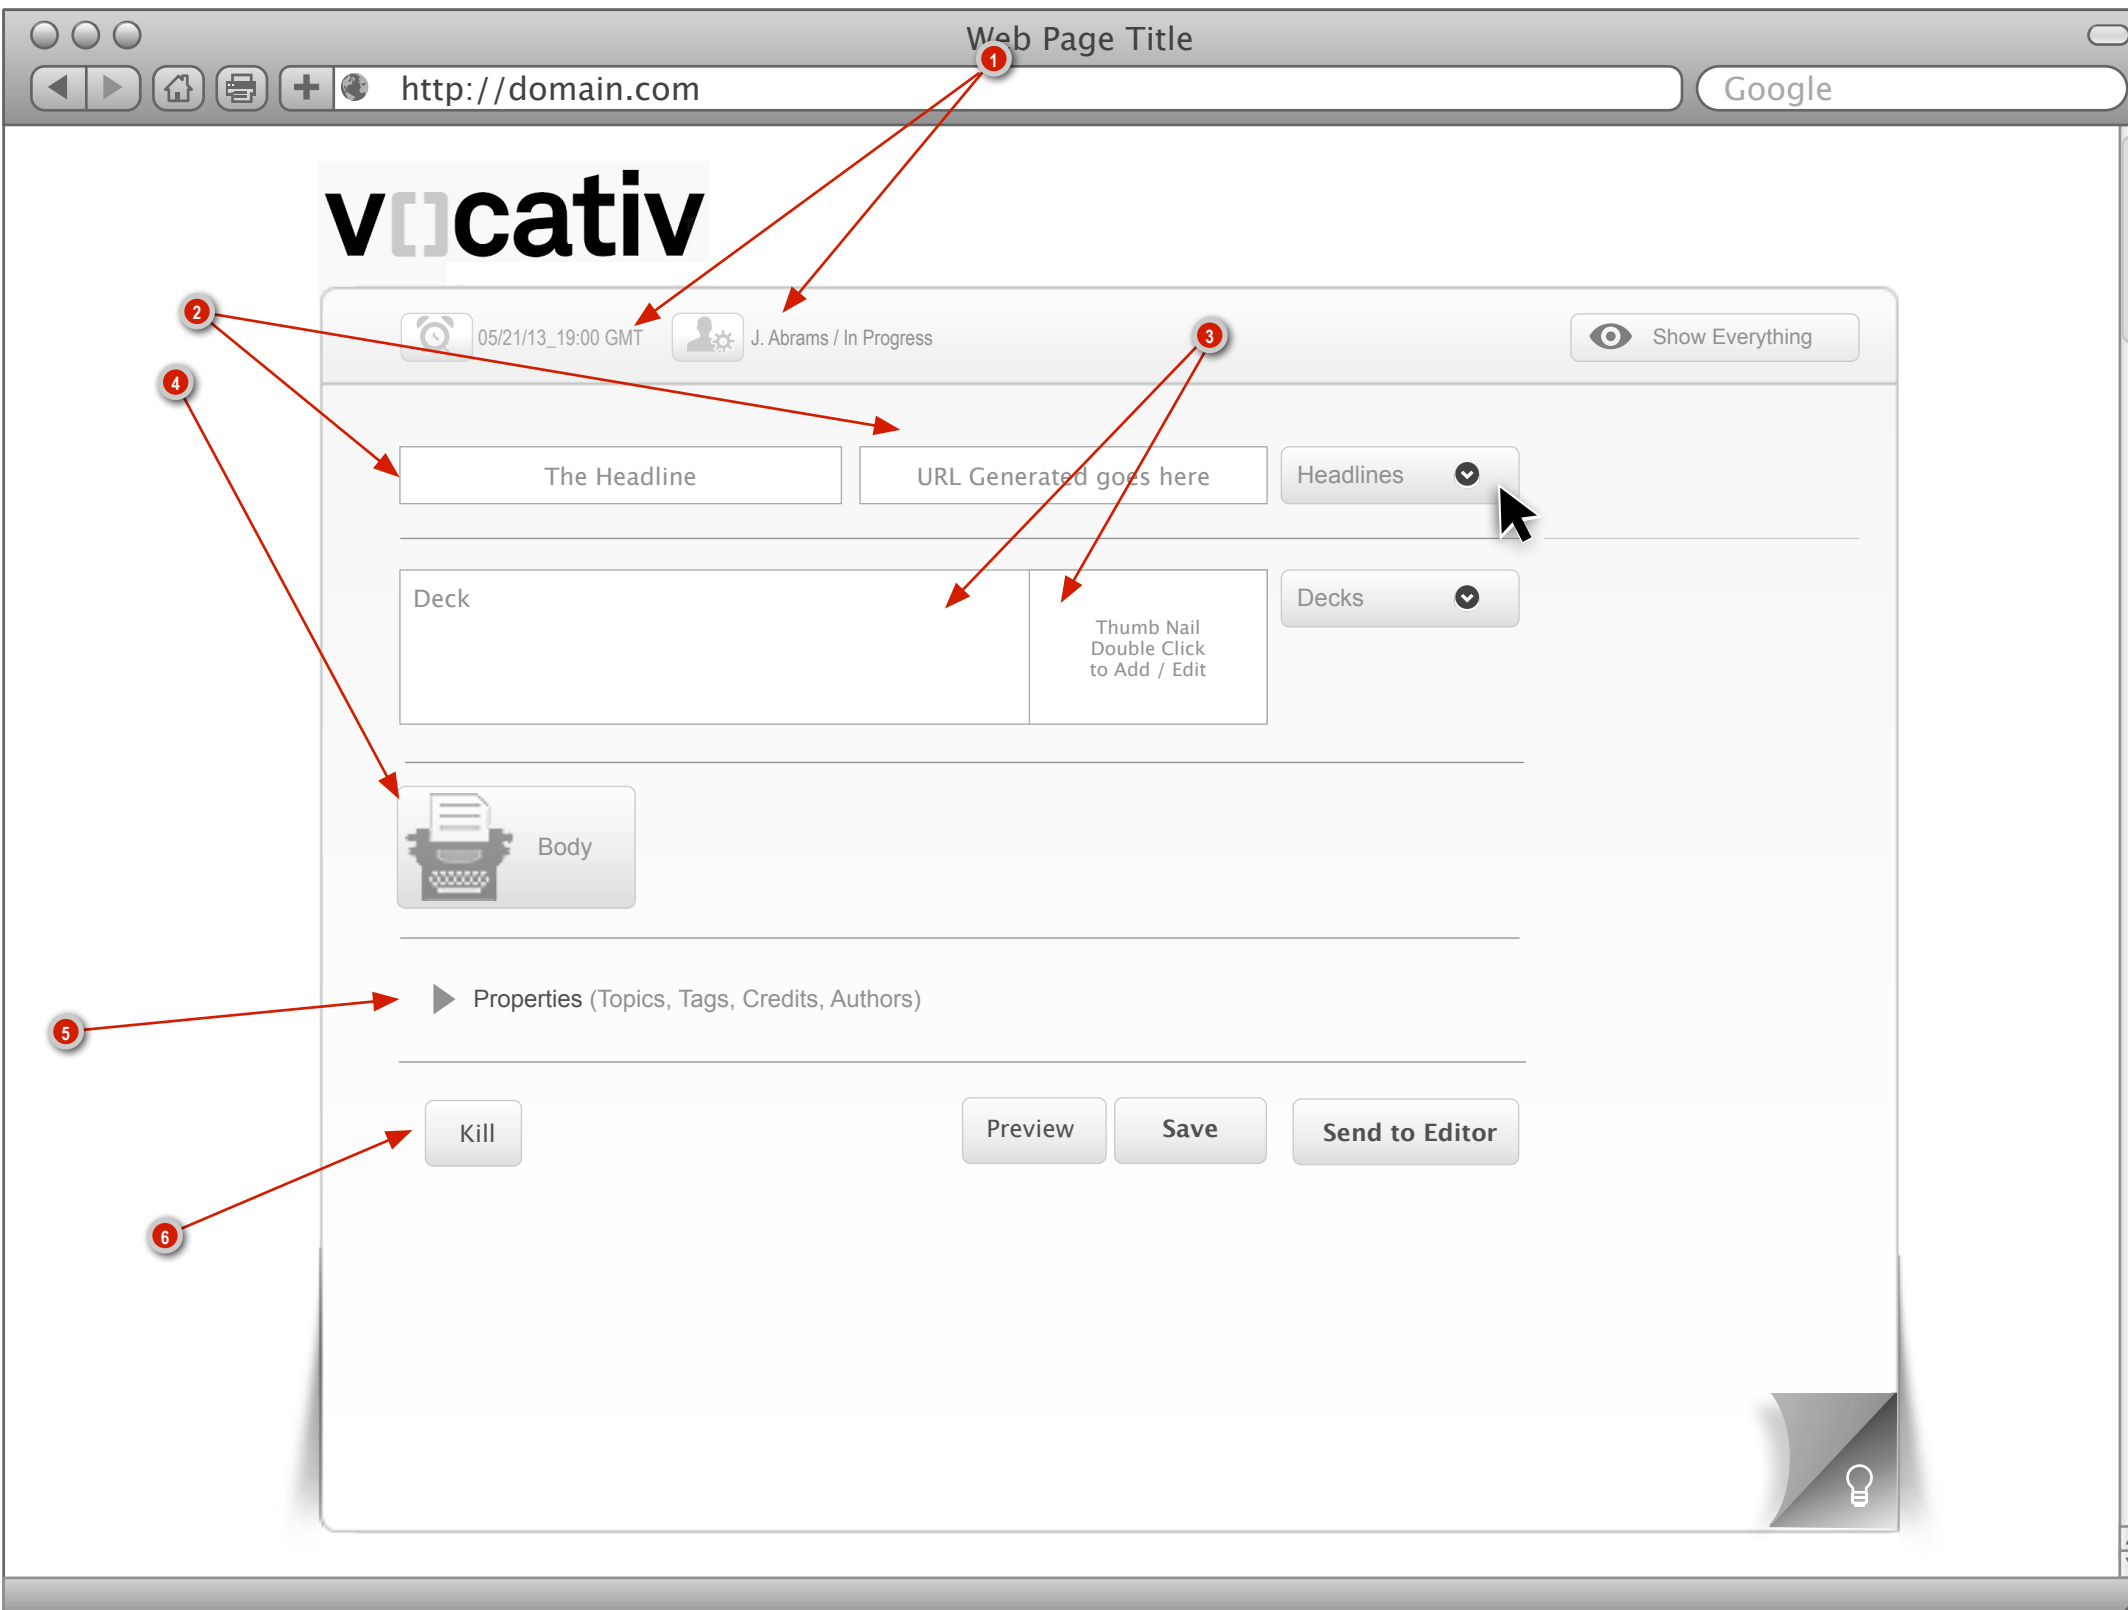 Web Page Title
1
http://domain.com
Google
v[]cativ
2
05/21/13_19:00 GMT
J. Abrams / In Progress
3
Show Everything
4
The Headline
URL Generated goes here
Headlines
Deck
Thumb Nail
Double Click
to Add / Edit
Decks
Body
Properties (Topics, Tags, Credits, Authors)
5
Kill
Preview
Save
Send to Editor
6